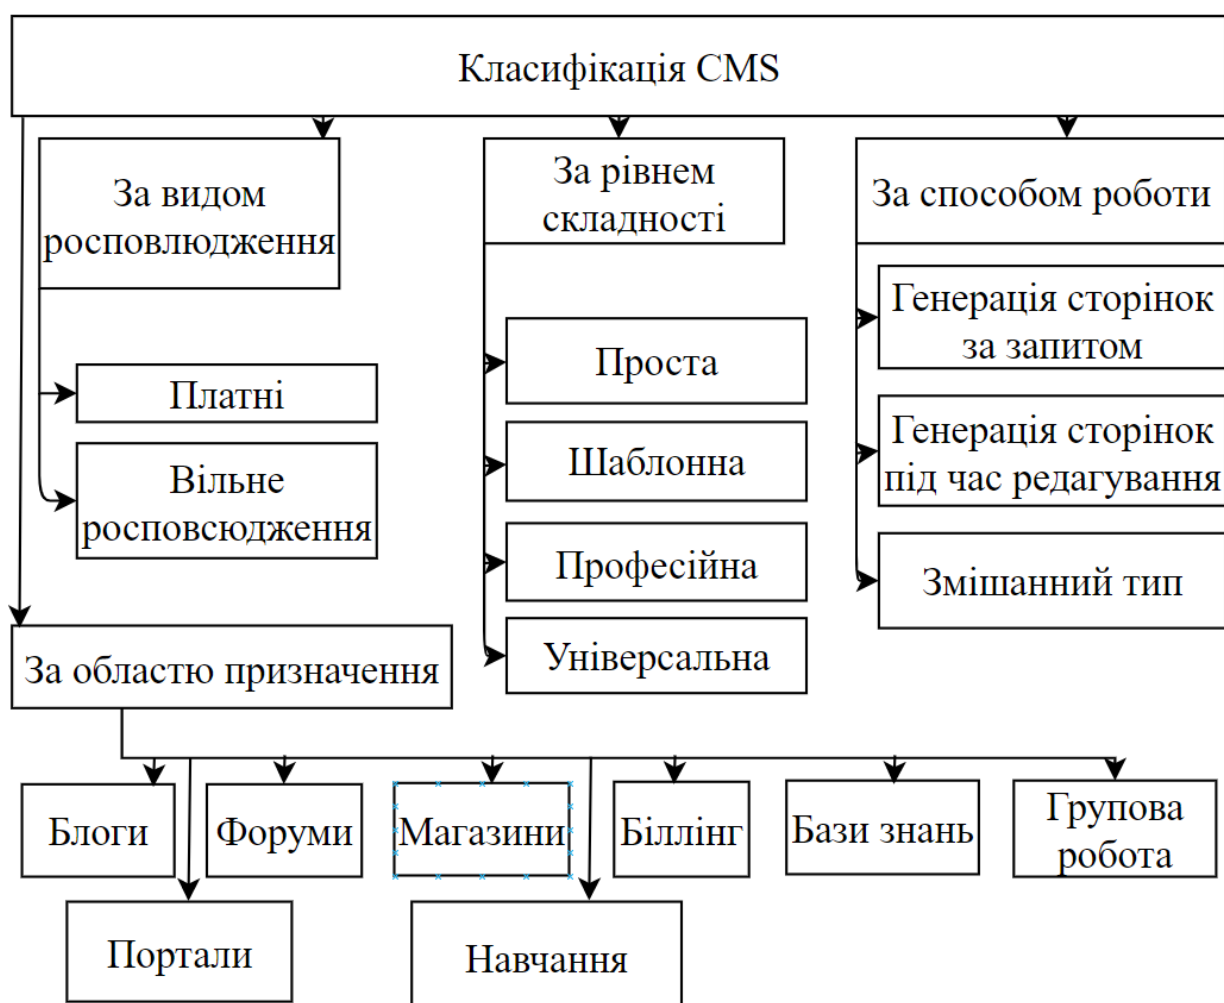 Класифікація CMS
За видом
росповлюдження
Платні
Вільне
росповсюдження
За рівнем
складності
Проста
Шаблонна
Професійна
Універсальна
За способом роботи
Генерація сторінок
за запитом
Генерація сторінок
під час редагування
Змішанний тип
За областю призначення
Блоги
Форуми
Магазини
Біллінг
Бази знань
Групова
робота
Портали
Навчання